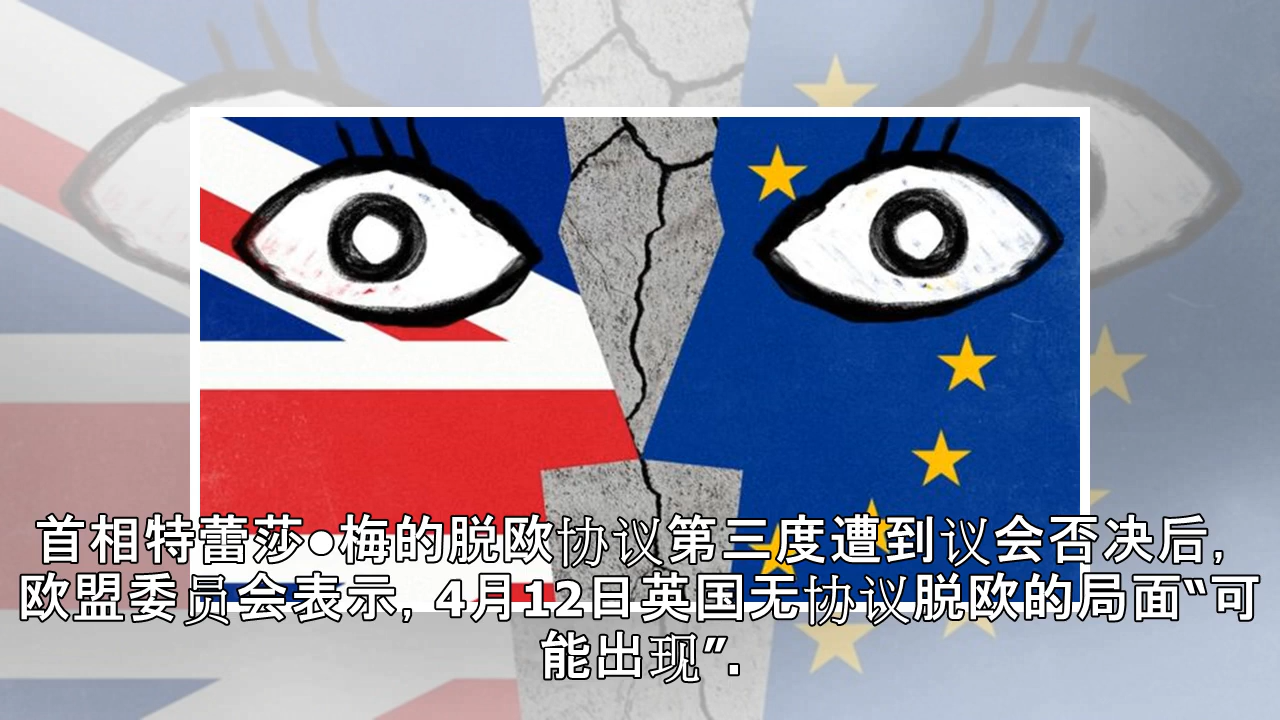 首相特蕾莎•梅的脱欧协议第三度遭到议会否决后,
欧盟委员会表示, 4月12日英国无协议脱欧的局面“可
能出现”.